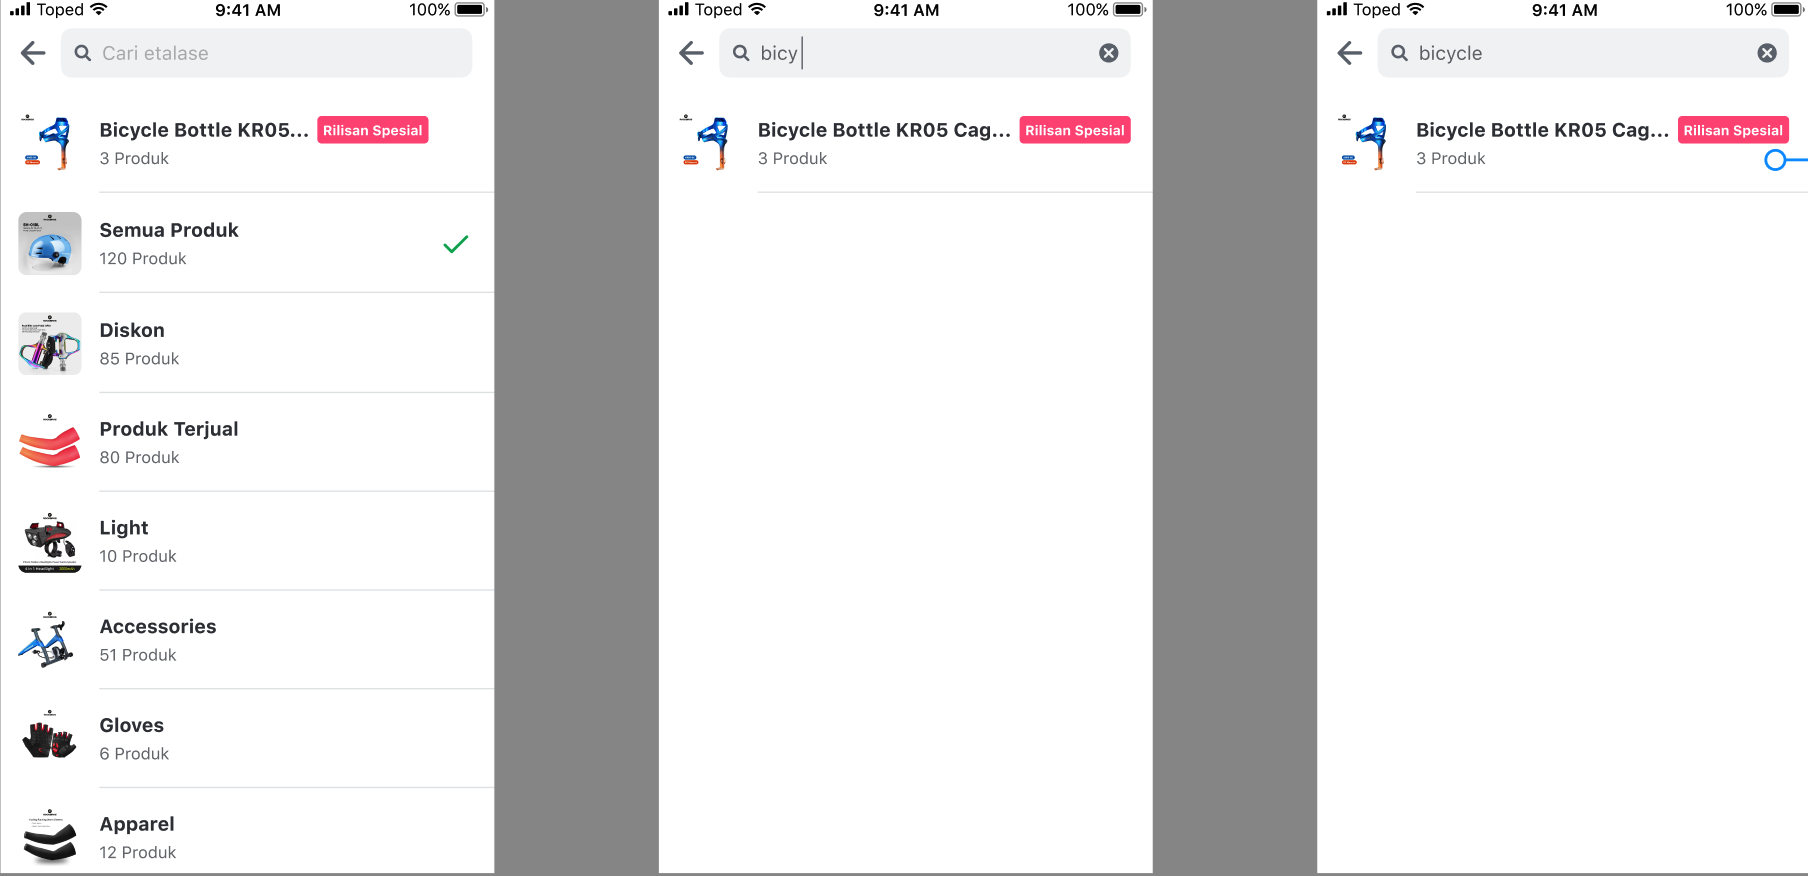 Toped
9:41 AM
100%
Cari etalase
Bicycle Bottle KR05...
Rilisan Spesial
3 Produk
Semua Produk
120 Produk
Diskon
85 Produk
Produk Terjual
80 Produk
Light
10 Produk
Accessories
51 Produk
Gloves
6 Produk
Apparel
12 Produk
Toped
9:41 AM
100%
bicy
Bicycle Bottle KR05 Cag...
Rilisan Spesial
3 Produk
Toped
9:41 AM
100%
bicycle
Bicycle Bottle KR05 Cag...
Rilisan Spesial
3 Produk